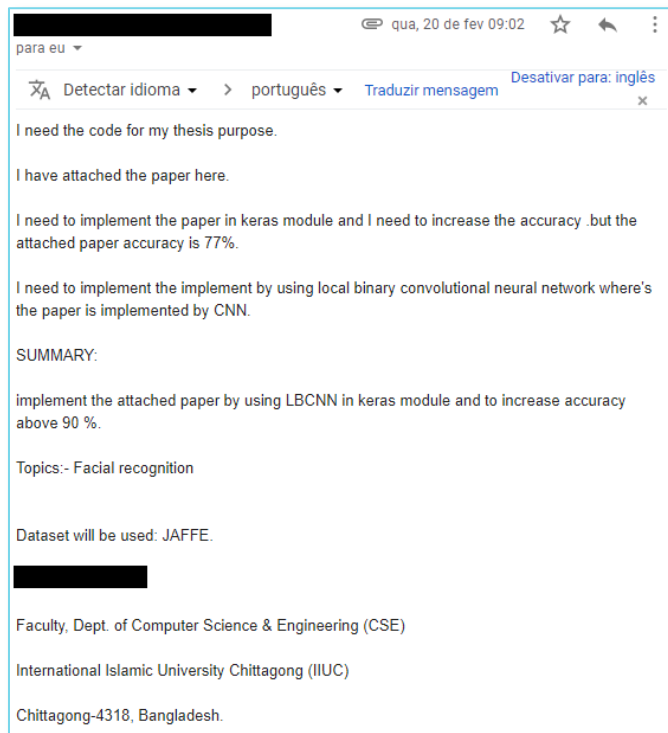 qua, 20 de fev 09:02
para eu
Detectar idioma > português Traduzir mensagem Desativar para: inglês
I need the code for my thesis purpose.
I have attached the paper here.
I need to implement the paper in keras module and I need to increase the accuracy .but the
attached paper accuracy is 77%.
I need to implement the implement by using local binary convolutional neural network where's
the paper is implemented by CNN.
SUMMARY:
implement the attached paper by using LBCNN in keras module and to increase accuracy
above 90 %.
Topics:- Facial recognition
Dataset will be used: JAFFE.
Faculty, Dept. of Computer Science & Engineering (CSE)
International Islamic University Chittagong (IIUC)
Chittagong-4318, Bangladesh.